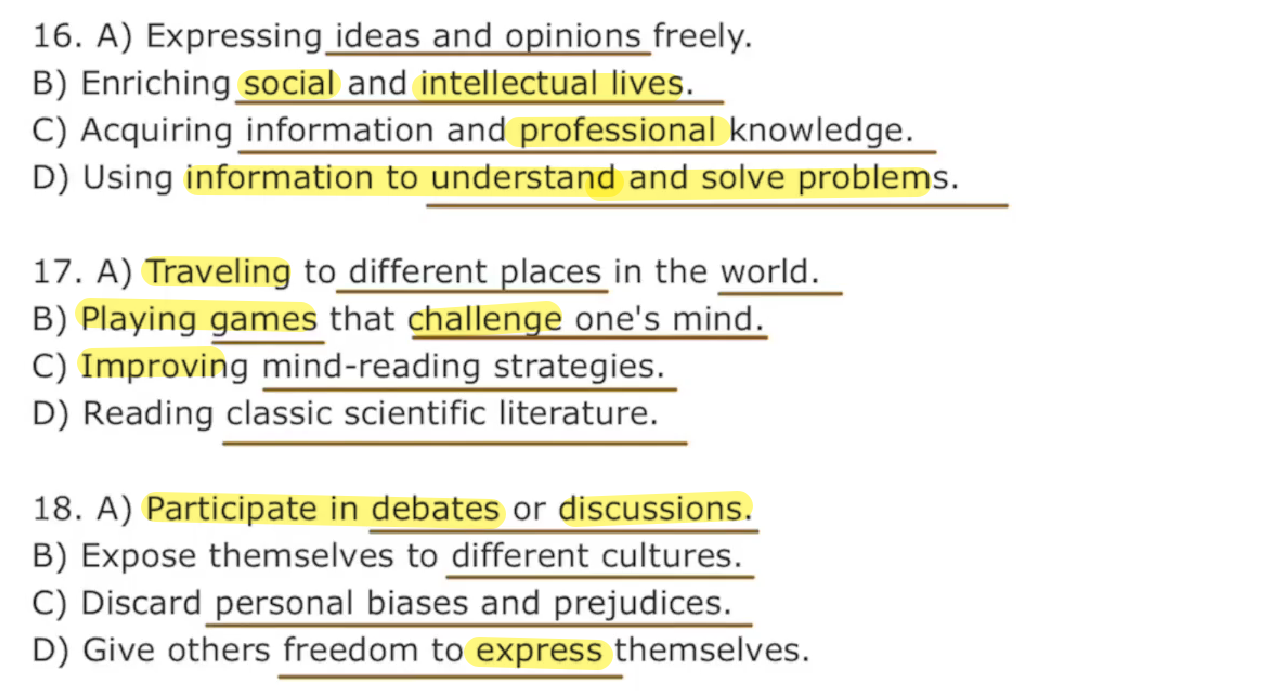 16. A) Expressing ideas and opinions freely.
B) Enriching social and intellectual lives.
C) Acquiring information and professional knowledge.
D) Using information to understand and solve problems.
17. A) Traveling to different places in the world.
B) Playing games that challenge one's mind.
C) Improving mind-reading strategies.
D) Reading classic scientific literature.
18. A) Participate in debates or discussions.
B) Expose themselves to different cultures.
C) Discard personal biases and prejudices.
D) Give others freedom to express themselves.